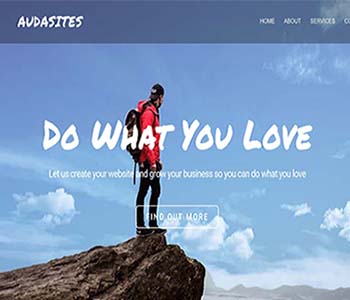 AUDASITES
HOME ABOUT SERVICES
Do What You Love
Let us create your website and grow your business so you can do what you love
FIND OUT MORE